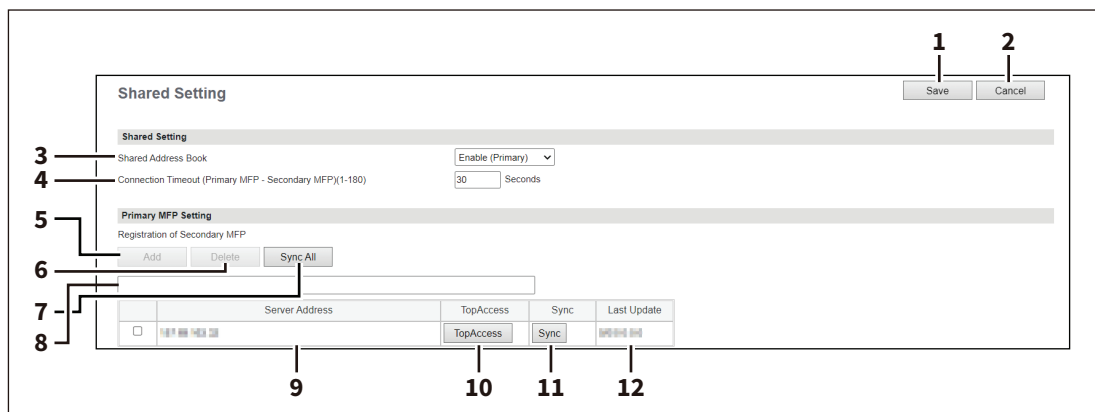 1 2
Shared Setting Save Cancel
Shared Setting
3 Shared Address Book Enable (Primary)
4 Connection Timeout (Primary MFP - Secondary MFP)(1-180) 30 Seconds
Primary MFP Setting
Registration of Secondary MFP
5 Add Delete Sync All
6
7
8
Server Address TopAccess Sync Last Update
TopAccess Sync
9 10 11 12